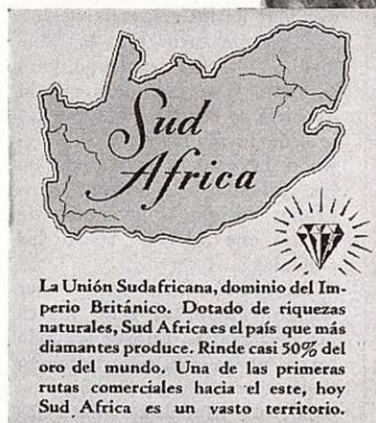 Sud
Africa
La Unión Sudafricana, dominio del Im-
perio Británico. Dotado de riquezas
naturales, Sud Africa es el país que más
diamantes produce. Rinde casi 50% del
oro del mundo. Una de las primeras
rutas comerciales hacia el este, hoy
Sud Africa es un vasto territorio.